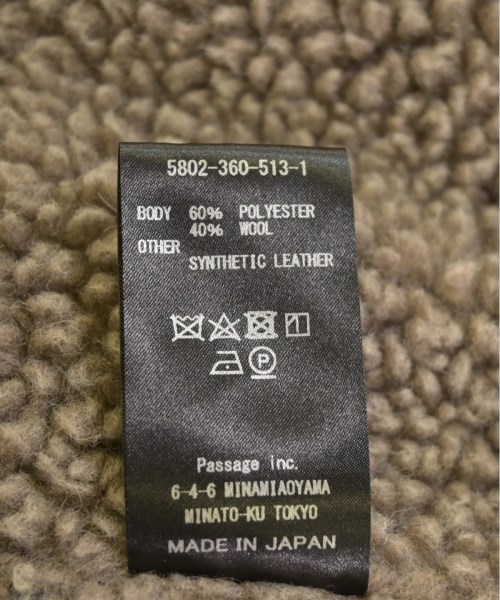 5802-360-513-1
BODY 60% POLYESTER
40% WOOL
OTHER
SYNTHETIC LEATHER
P
Passage inc.
6-4-6 MINAMIAOYAMA
MINATO-KU TOKYO
MADE IN JAPAN